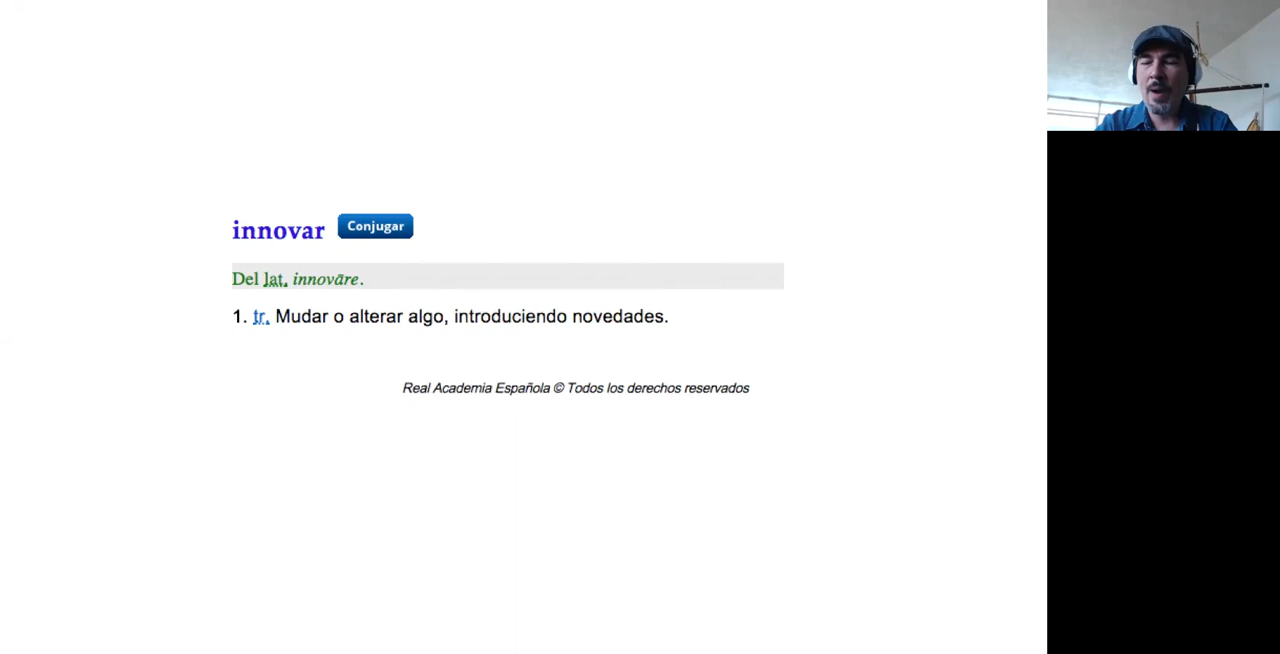 innovar Conjugar
Del lat. innovāre.
1. tr. Mudar o alterar algo, introduciendo novedades.
Real Academia Española © Todos los derechos reservados